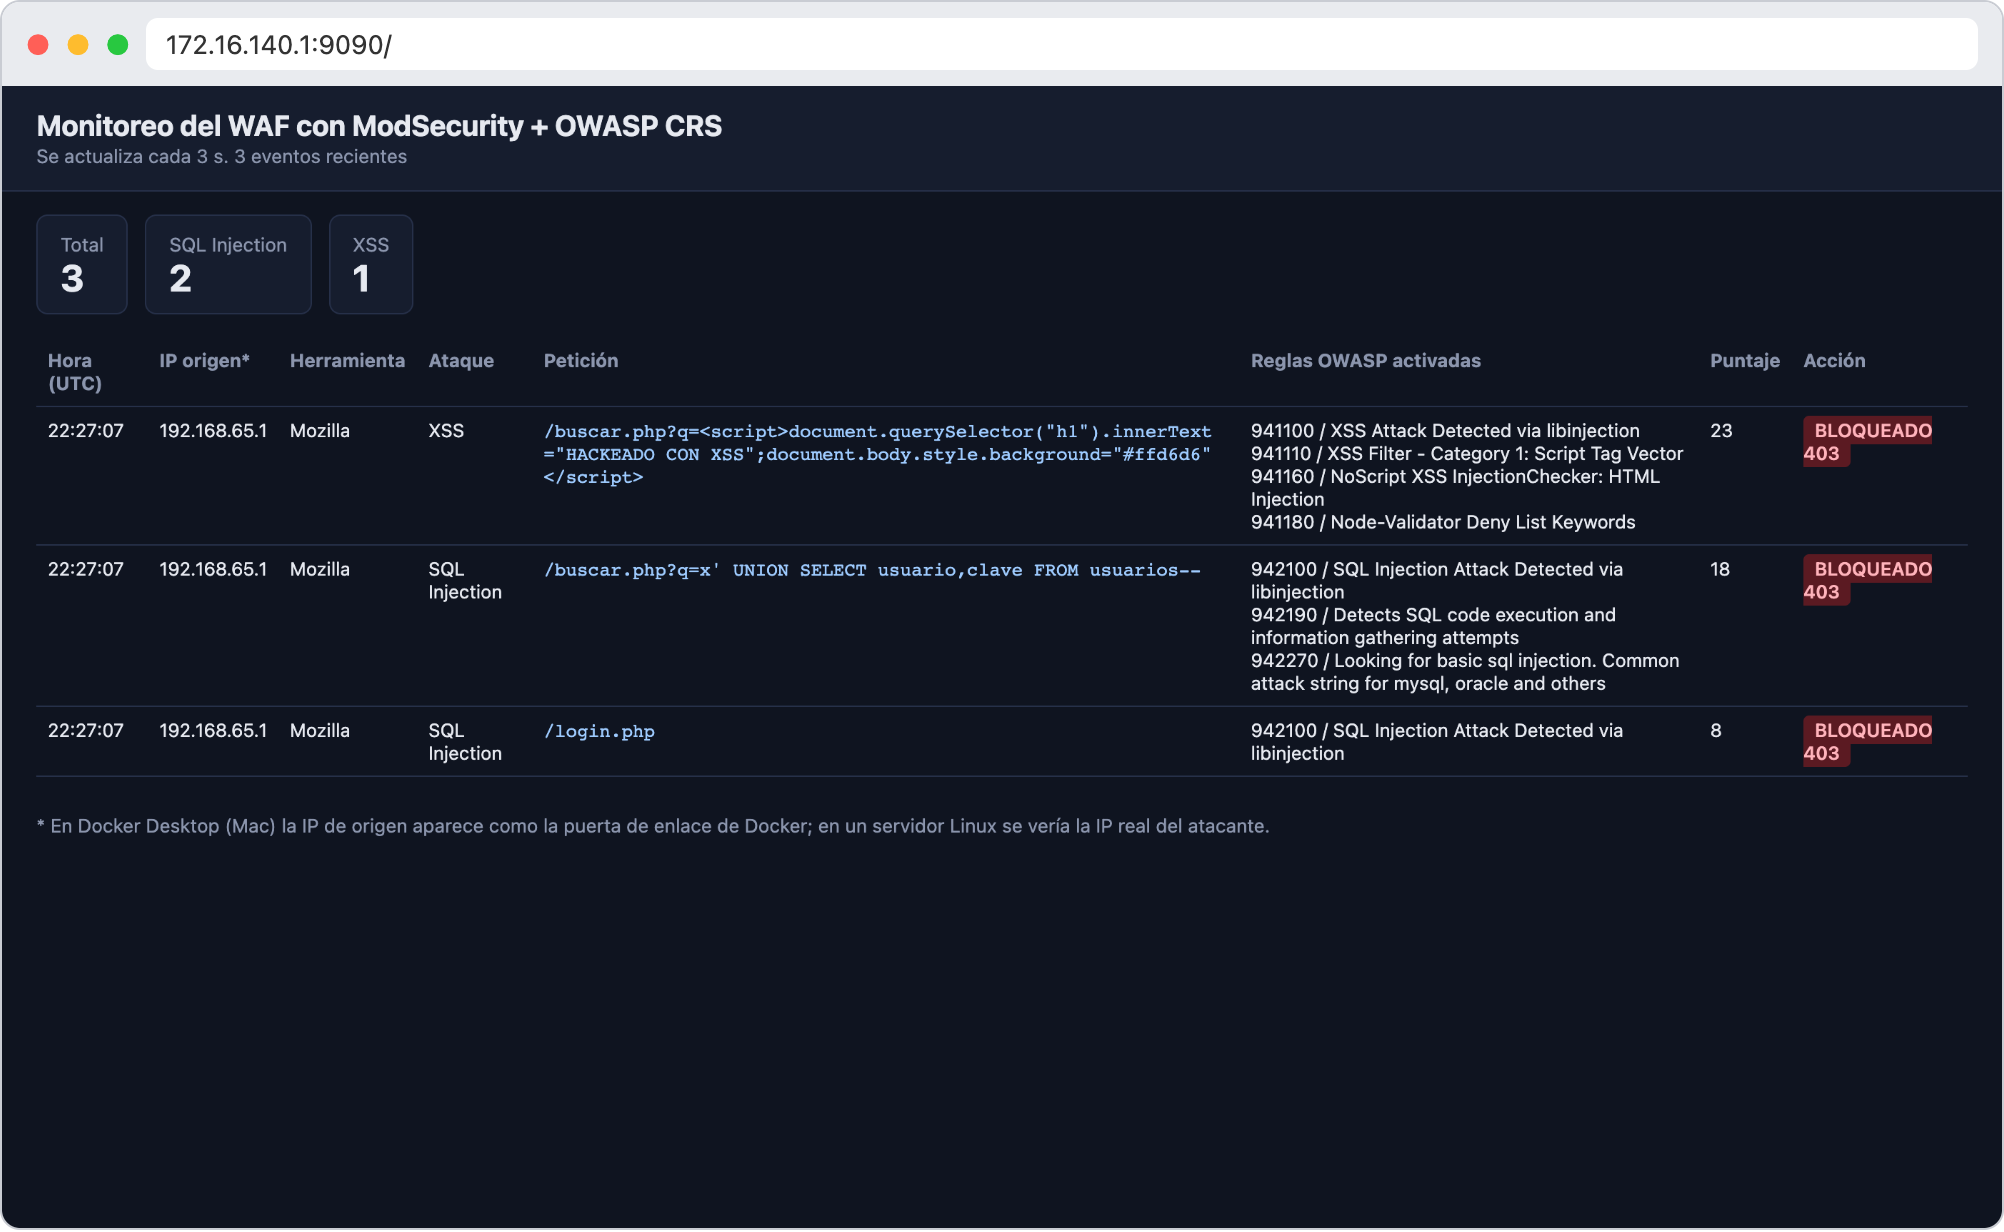 172.16.140.1:9090/
Monitoreo del WAF con ModSecurity + OWASP CRS
Se actualiza cada 3 s. 3 eventos recientes
Total
3
SQL Injection
2
XSS
1
Hora (UTC)
IP origen*
Herramienta
Ataque
Petición
Reglas OWASP activadas
Puntaje
Acción
22:27:07
192.168.65.1
Mozilla
XSS
/buscar.php?q=<script>document.querySelector("h1").innerText
="HACKEADO CON XSS";document.body.style.background="#ffd6d6"
</script>
941100 / XSS Attack Detected via libinjection
941110 / XSS Filter - Category 1: Script Tag Vector
941160 / NoScript XSS InjectionChecker: HTML
Injection
941180 / Node-Validator Deny List Keywords
23
BLOQUEADO
403
22:27:07
192.168.65.1
Mozilla
SQL
Injection
/buscar.php?q=x' UNION SELECT usuario,clave FROM usuarios--
942100 / SQL Injection Attack Detected via
libinjection
942190 / Detects SQL code execution and
information gathering attempts
942270 / Looking for basic sql injection. Common
attack string for mysql, oracle and others
18
BLOQUEADO
403
22:27:07
192.168.65.1
Mozilla
SQL
Injection
/login.php
942100 / SQL Injection Attack Detected via
libinjection
8
BLOQUEADO
403
* En Docker Desktop (Mac) la IP de origen aparece como la puerta de enlace de Docker; en un servidor Linux se vería la IP real del atacante.